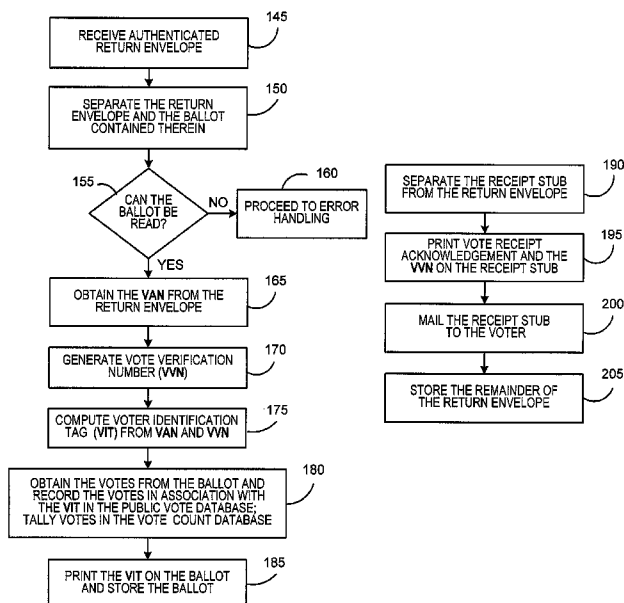 145
RECEIVE AUTHENTICATED
RETURN ENVELOPE
150
SEPARATE THE RETURN
ENVELOPE AND THE BALLOT
CONTAINED THEREIN
155
CAN THE
BALLOT BE
READ?
NO
160
PROCEED TO ERROR
HANDLING
YES
165
OBTAIN THE VAN FROM THE
RETURN ENVELOPE
170
GENERATE VOTE VERIFICATION
NUMBER (VVN)
175
COMPUTE VOTER IDENTIFICATION
TAG (VIT) FROM VAN AND VVN
180
OBTAIN THE VOTES FROM THE BALLOT AND
RECORD THE VOTES IN ASSOCIATION WITH
THE VIT IN THE PUBLIC VOTE DATABASE;
TALLY VOTES IN THE VOTE COUNT DATABASE
185
PRINT THE VIT ON THE BALLOT
AND STORE THE BALLOT
190
SEPARATE THE RECEIPT STUB
FROM THE RETURN ENVELOPE
195
PRINT VOTE RECEIPT
ACKNOWLEDGEMENT AND THE
VVN ON THE RECEIPT STUB
200
MAIL THE RECEIPT STUB
TO THE VOTER
205
STORE THE REMAINDER OF
THE RETURN ENVELOPE